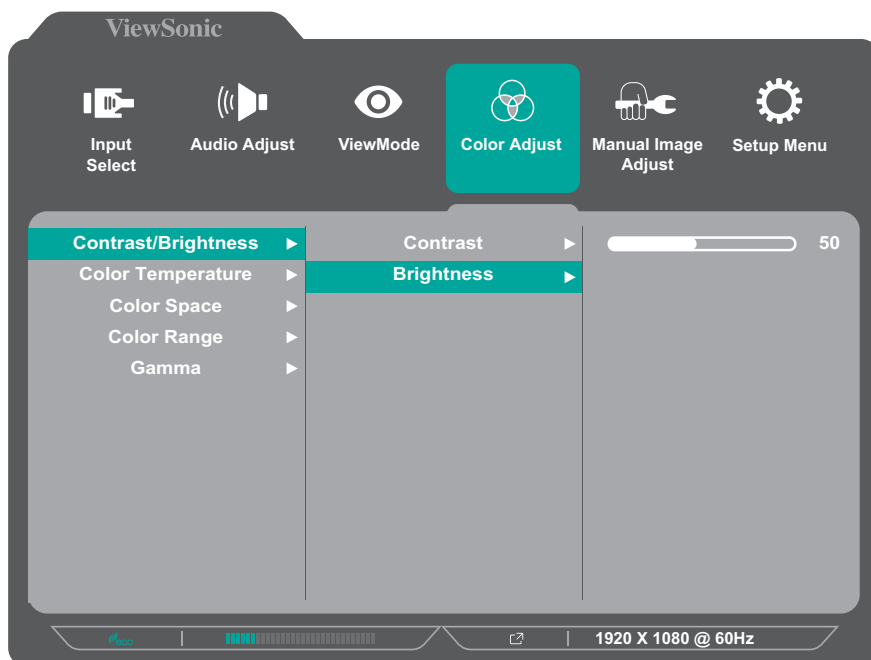 ViewSonic
Input Select
Audio Adjust
ViewMode
Color Adjust
Manual Image Adjust
Setup Menu
Contrast/Brightness
Color Temperature
Color Space
Color Range
Gamma
Contrast
Brightness
50
eco
1920 X 1080 @ 60Hz